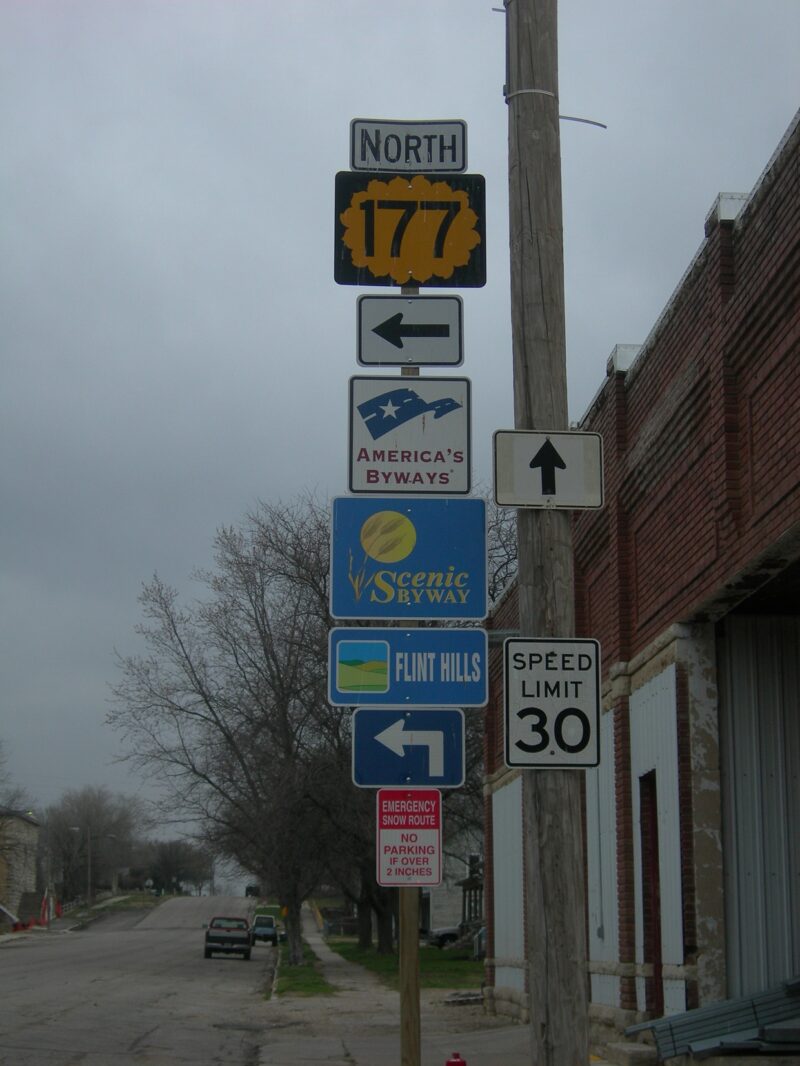 NORTH
177
AMERICA'S
BYWAYS®
Scenic
BYWAY
FLINT HILLS
SPEED
LIMIT
30
EMERGENCY
SNOW ROUTE
NO
PARKING
IF OVER
2 INCHES